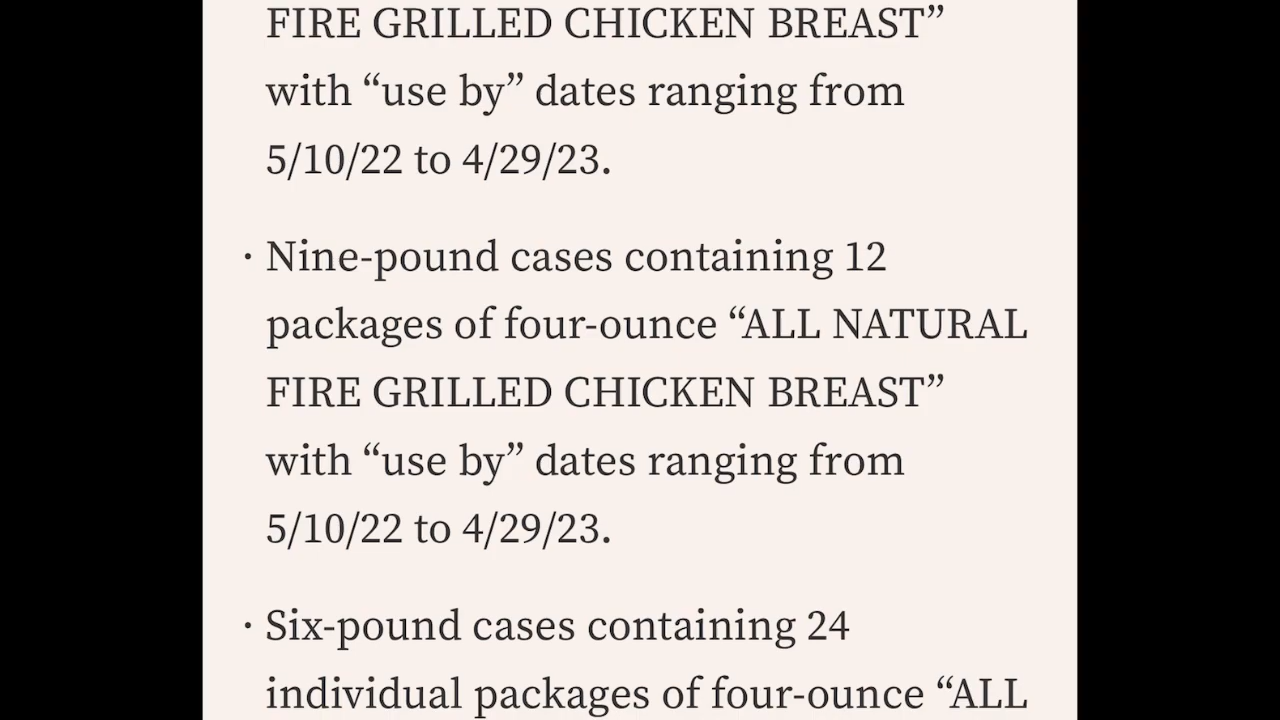 FIRE GRILLED CHICKEN BREAST”
with “use by” dates ranging from
5/10/22 to 4/29/23.
· Nine-pound cases containing 12
packages of four-ounce “ALL NATURAL
FIRE GRILLED CHICKEN BREAST”
with “use by” dates ranging from
5/10/22 to 4/29/23.
· Six-pound cases containing 24
individual packages of four-ounce “ALL